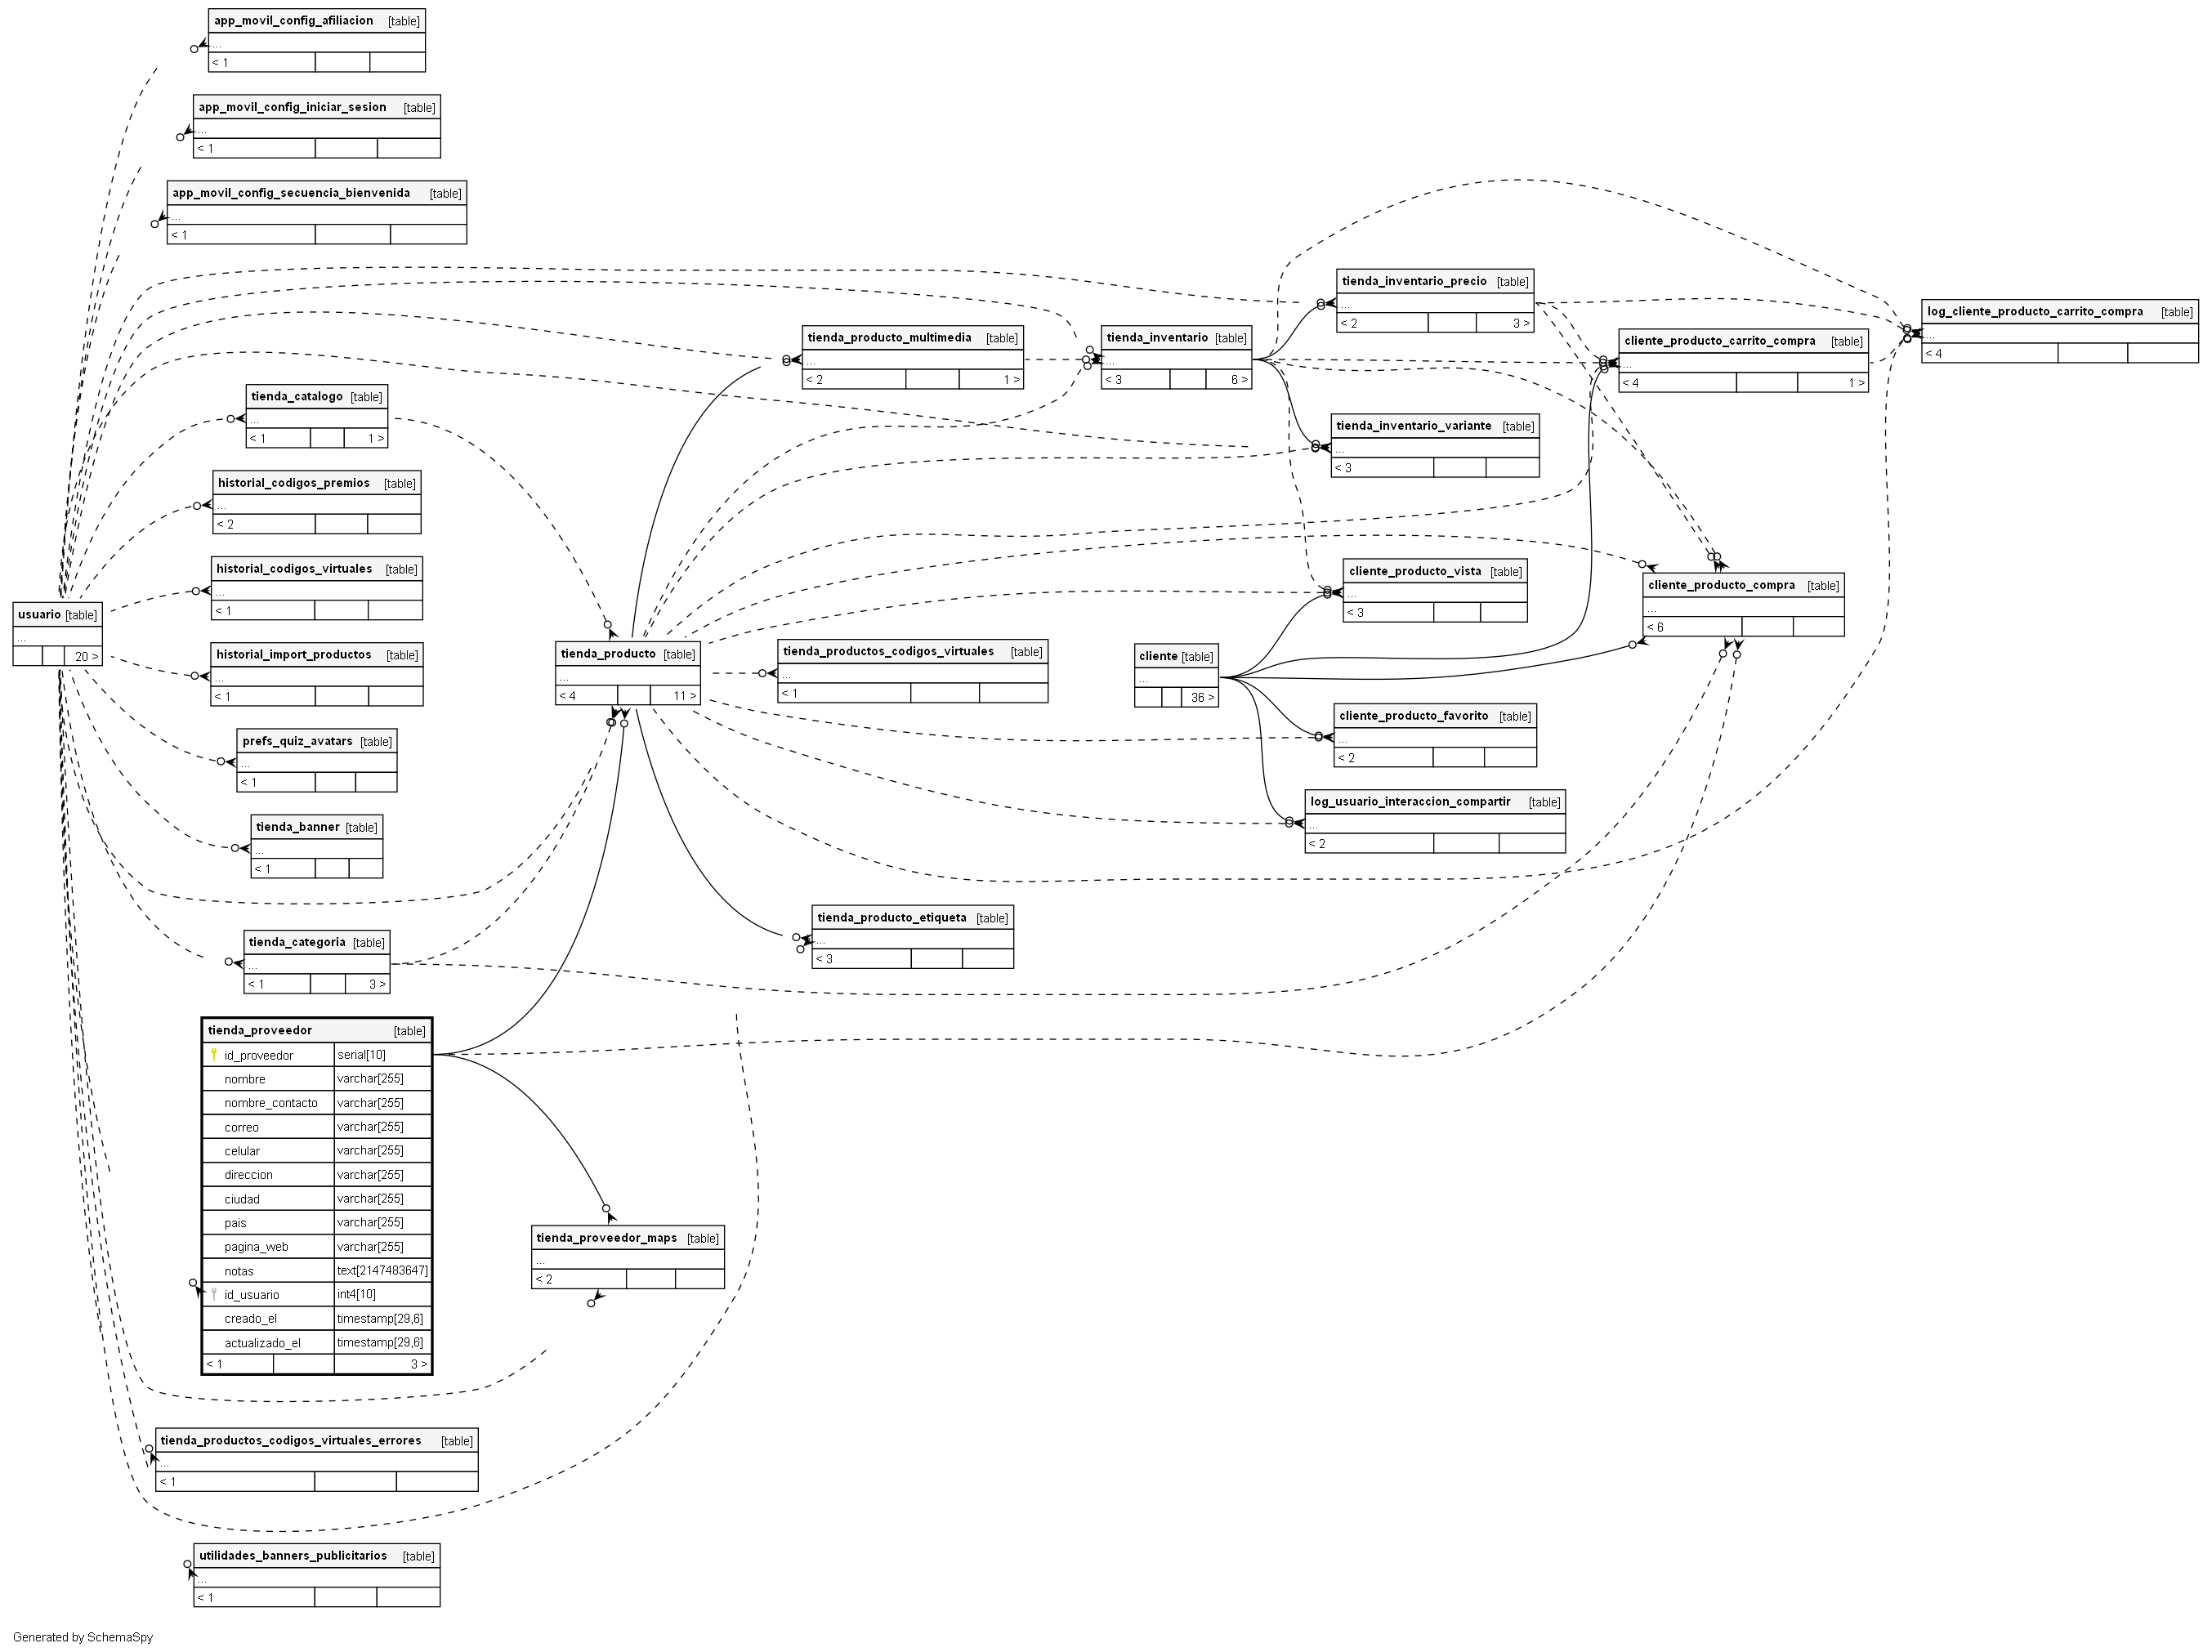 app_movil_config_afiliacion [table]
...
< 1
app_movil_config_iniciar_sesion [table]
...
< 1
app_movil_config_secuencia_bienvenida [table]
...
< 1
tienda_inventario_precio [table]
...
< 2 3 >
log_cliente_producto_carrito_compra [table]
...
< 4
tienda_producto_multimedia [table]
...
< 2 1 >
tienda_inventario [table]
...
< 3 6 >
cliente_producto_carrito_compra [table]
...
< 4 1 >
tienda_catalogo [table]
...
< 1 1 >
tienda_inventario_variante [table]
...
< 3
historial_codigos_premios [table]
...
< 2
historial_codigos_virtuales [table]
...
< 1
cliente_producto_vista [table]
...
< 3
cliente_producto_compra [table]
...
< 6
usuario [table]
...
20 >
historial_import_productos [table]
...
< 1
tienda_producto [table]
...
< 4 11 >
tienda_productos_codigos_virtuales [table]
...
< 1
cliente [table]
...
36 >
cliente_producto_favorito [table]
...
< 2
prefs_quiz_avatars [table]
...
< 1
log_usuario_interaccion_compartir [table]
...
< 2
tienda_banner [table]
...
< 1
tienda_producto_etiqueta [table]
...
< 3
tienda_categoria [table]
...
< 1 3 >
tienda_proveedor [table]
id_proveedor serial[10]
nombre varchar[255]
nombre_contacto varchar[255]
correo varchar[255]
celular varchar[255]
direccion varchar[255]
ciudad varchar[255]
pais varchar[255]
pagina_web varchar[255]
notas text[2147483647]
id_usuario int4[10]
creado_el timestamp[29,6]
actualizado_el timestamp[29,6]
< 1 3 >
tienda_proveedor_maps [table]
...
< 2
tienda_productos_codigos_virtuales_errores [table]
...
< 1
utilidades_banners_publicitarios [table]
...
< 1
Generated by SchemaSpy